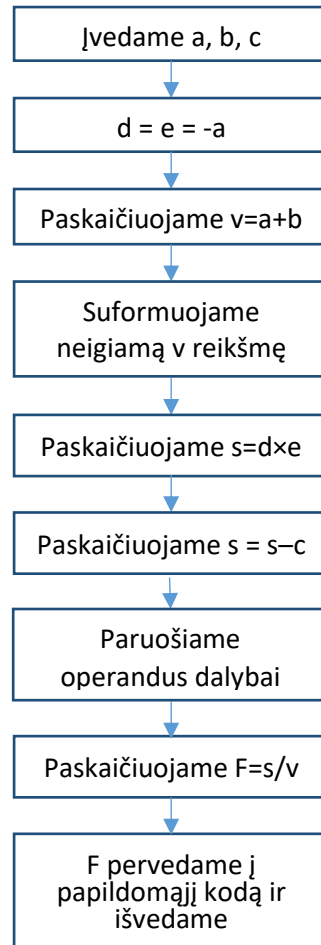 Įvedame a, b, c
d = e = -a
Paskaičiuojame v=a+b
Suformuojame
neigiamą v reikšmę
Paskaičiuojame s=d×e
Paskaičiuojame s = s–c
Paruošiame
operandus dalybai
Paskaičiuojame F=s/v
F pervedame į
papildomąjį kodą ir
išvedame